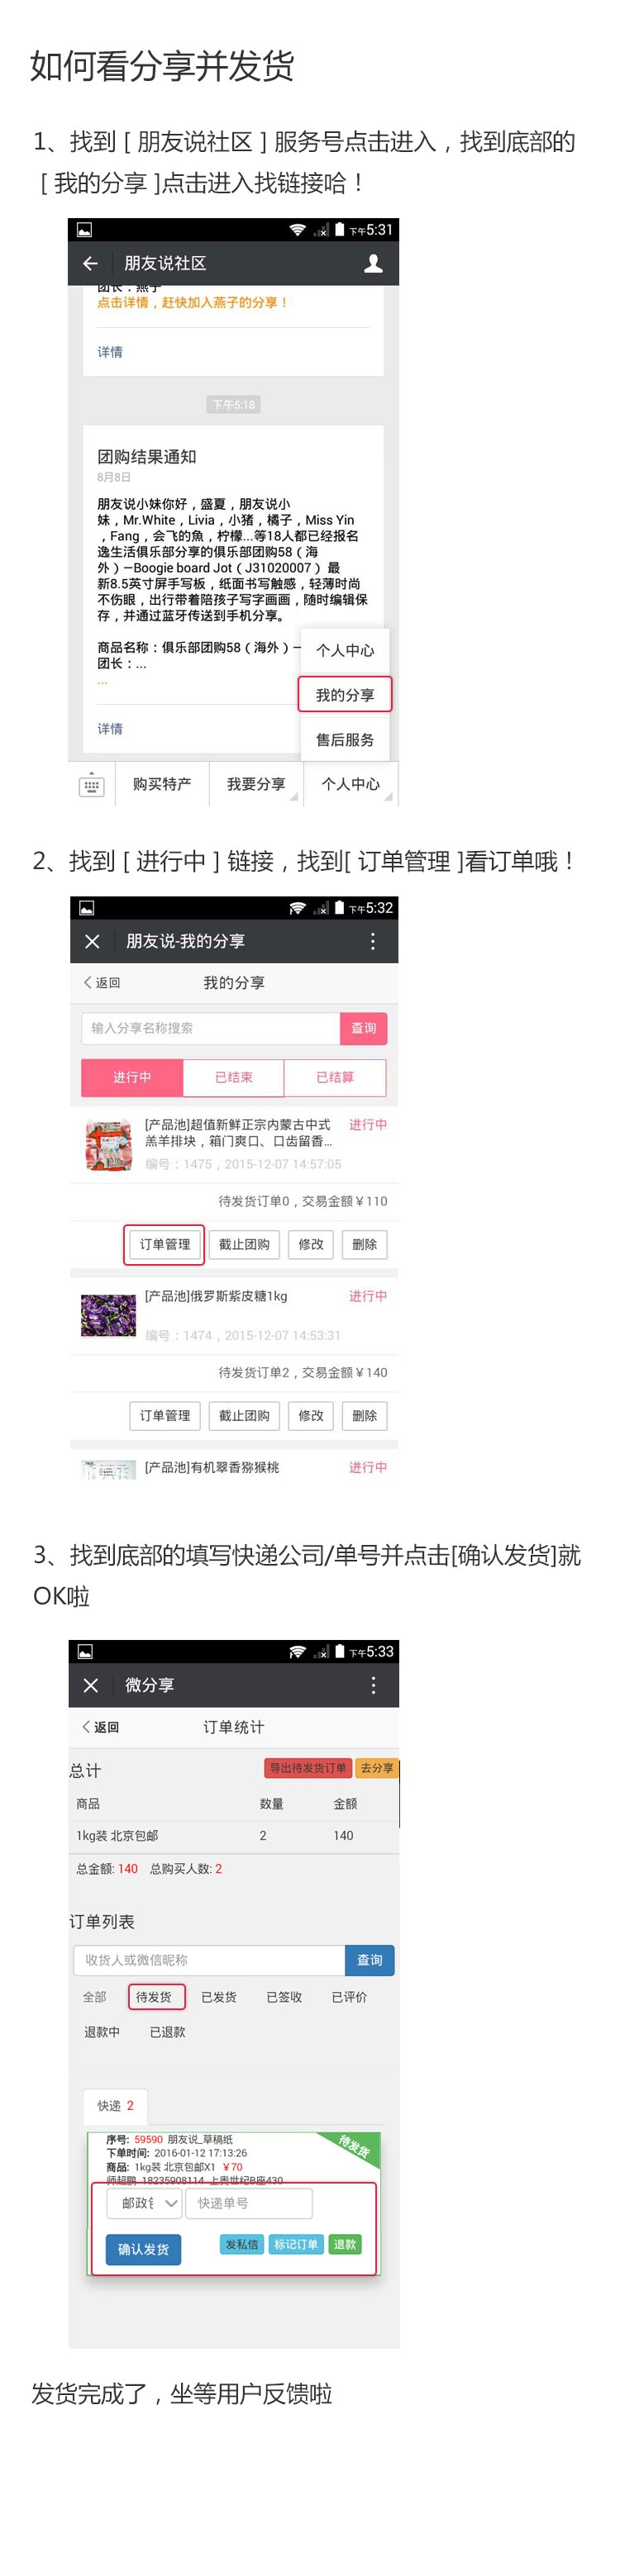 如何看分享并发货
1、找到 [ 朋友说社区 ] 服务号点击进入，找到底部的
[ 我的分享 ]点击进入找链接哈！
下午5:31
朋友说社区
团长：燕子
点击详情，赶快加入燕子的分享！
详情
下午5:18
团购结果通知
8月8日
朋友说小妹你好，盛夏，朋友说小
妹，Mr.White，Livia，小猪，橘子，Miss Yin
，Fang，会飞的鱼，柠檬...等18人都已经报名
逸生活俱乐部分享的俱乐部团购58（海
外）—Boogie board Jot（J31020007） 最
新8.5英寸屏手写板，纸面书写触感，轻薄时尚
不伤眼，出行带着陪孩子写字画画，随时编辑保
存，并通过蓝牙传送到手机分享。
商品名称：俱乐部团购58（海外）—
团长：...
...
个人中心
我的分享
售后服务
详情
购买特产
我要分享
个人中心
2、找到 [ 进行中 ] 链接，找到[ 订单管理 ]看订单哦！
下午5:32
朋友说-我的分享
返回
我的分享
输入分享名称搜索
查询
进行中
已结束
已结算
[产品池]超值新鲜正宗内蒙古中式
羔羊排块，箱门爽口、口齿留香...
进行中
编号：1475，2015-12-07 14:57:05
待发货订单0，交易金额￥110
订单管理
截止团购
修改
删除
[产品池]俄罗斯紫皮糖1kg
进行中
编号：1474，2015-12-07 14:53:31
待发货订单2，交易金额￥140
订单管理
截止团购
修改
删除
[产品池]有机翠香猕猴桃
进行中
3、找到底部的填写快递公司/单号并点击[确认发货]就
OK啦
下午5:33
微分享
返回
订单统计
总计
导出待发货订单
去分享
商品
数量
金额
1kg装 北京包邮
2
140
总金额: 140 总购买人数: 2
订单列表
收货人或微信昵称
查询
全部
待发货
已发货
已签收
已评价
退款中
已退款
快递 2
序号: 59590 朋友说_草稿纸
待发货
下单时间: 2016-01-12 17:13:26
商品: 1kg装 北京包邮X1 ￥70
师超鹏 18235908114 上奥世纪B座430
邮政
快递单号
确认发货
发私信
标记订单
退款
发货完成了，坐等用户反馈啦